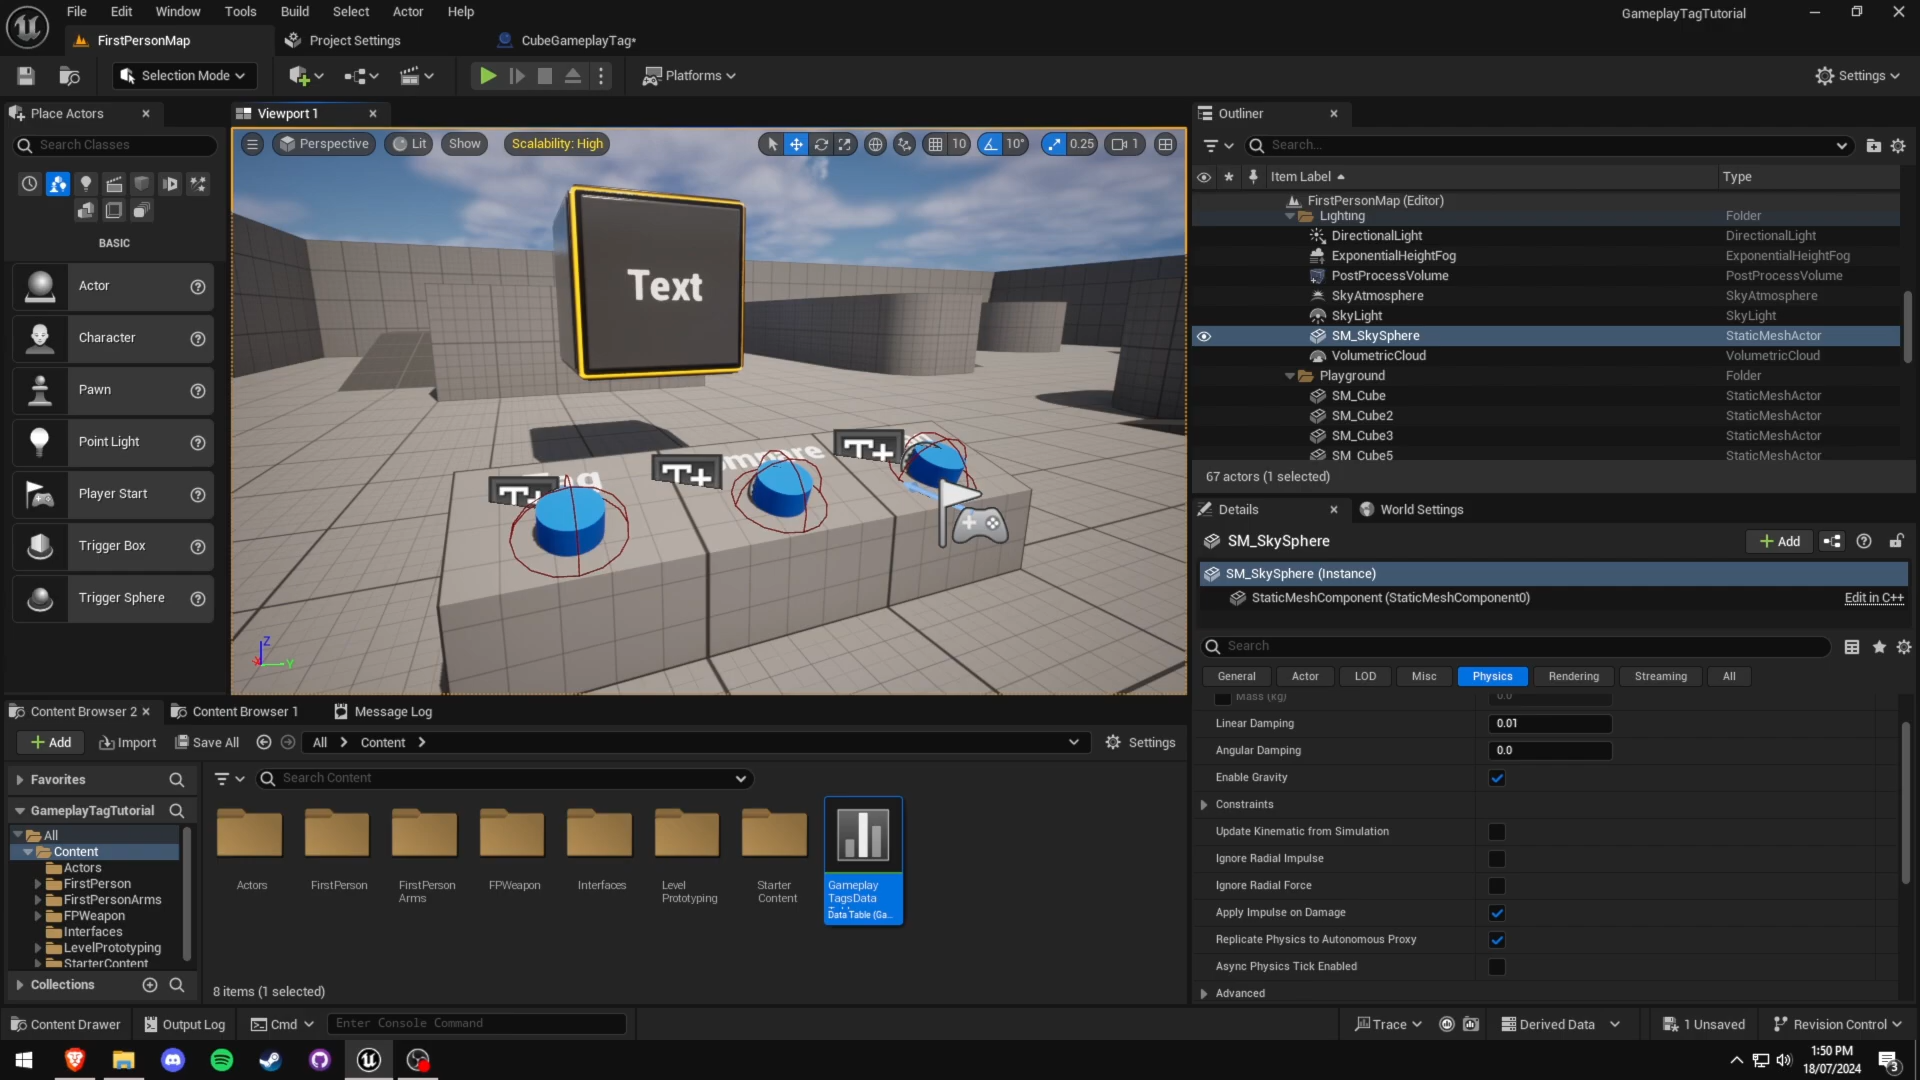 File Edit Window Tools Build Select Actor Help
GameplayTagTutorial
FirstPersonMap
Project Settings
CubeGameplayTag*
Selection Mode
Platforms
Settings
Place Actors
Search Classes
BASIC
Actor
Character
Pawn
Point Light
Player Start
Trigger Box
Trigger Sphere
Viewport 1
Perspective
Lit
Show
Scalability: High
10
10°
0.25
1
Text
Outliner
Search...
Item Label
Type
FirstPersonMap (Editor)
Lighting Folder
DirectionalLight DirectionalLight
ExponentialHeightFog ExponentialHeightFog
PostProcessVolume PostProcessVolume
SkyAtmosphere SkyAtmosphere
SkyLight SkyLight
SM_SkySphere StaticMeshActor
VolumetricCloud VolumetricCloud
Playground Folder
SM_Cube StaticMeshActor
SM_Cube2 StaticMeshActor
SM_Cube3 StaticMeshActor
SM_Cube5 StaticMeshActor
67 actors (1 selected)
Details
World Settings
SM_SkySphere
Add
SM_SkySphere (Instance)
StaticMeshComponent (StaticMeshComponent0)
Edit in C++
Search
General Actor LOD Misc Physics Rendering Streaming All
Mass (kg) 0.0
Linear Damping 0.01
Angular Damping 0.0
Enable Gravity
Constraints
Update Kinematic from Simulation
Ignore Radial Impulse
Ignore Radial Force
Apply Impulse on Damage
Replicate Physics to Autonomous Proxy
Async Physics Tick Enabled
Advanced
Content Browser 2
Content Browser 1
Message Log
Add
Import
Save All
All
Content
Settings
Favorites
GameplayTagTutorial
All
Content
Actors
FirstPerson
FirstPersonArms
FPWeapon
Interfaces
LevelPrototyping
StarterContent
Collections
Search Content
Actors
FirstPerson
FirstPerson
Arms
FPWeapon
Interfaces
Level
Prototyping
Starter
Content
Gameplay
TagsData
Data Table (Ga...
8 items (1 selected)
Content Drawer
Output Log
Cmd
Enter Console Command
Trace
Derived Data
1 Unsaved
Revision Control
1:50 PM
18/07/2024
3